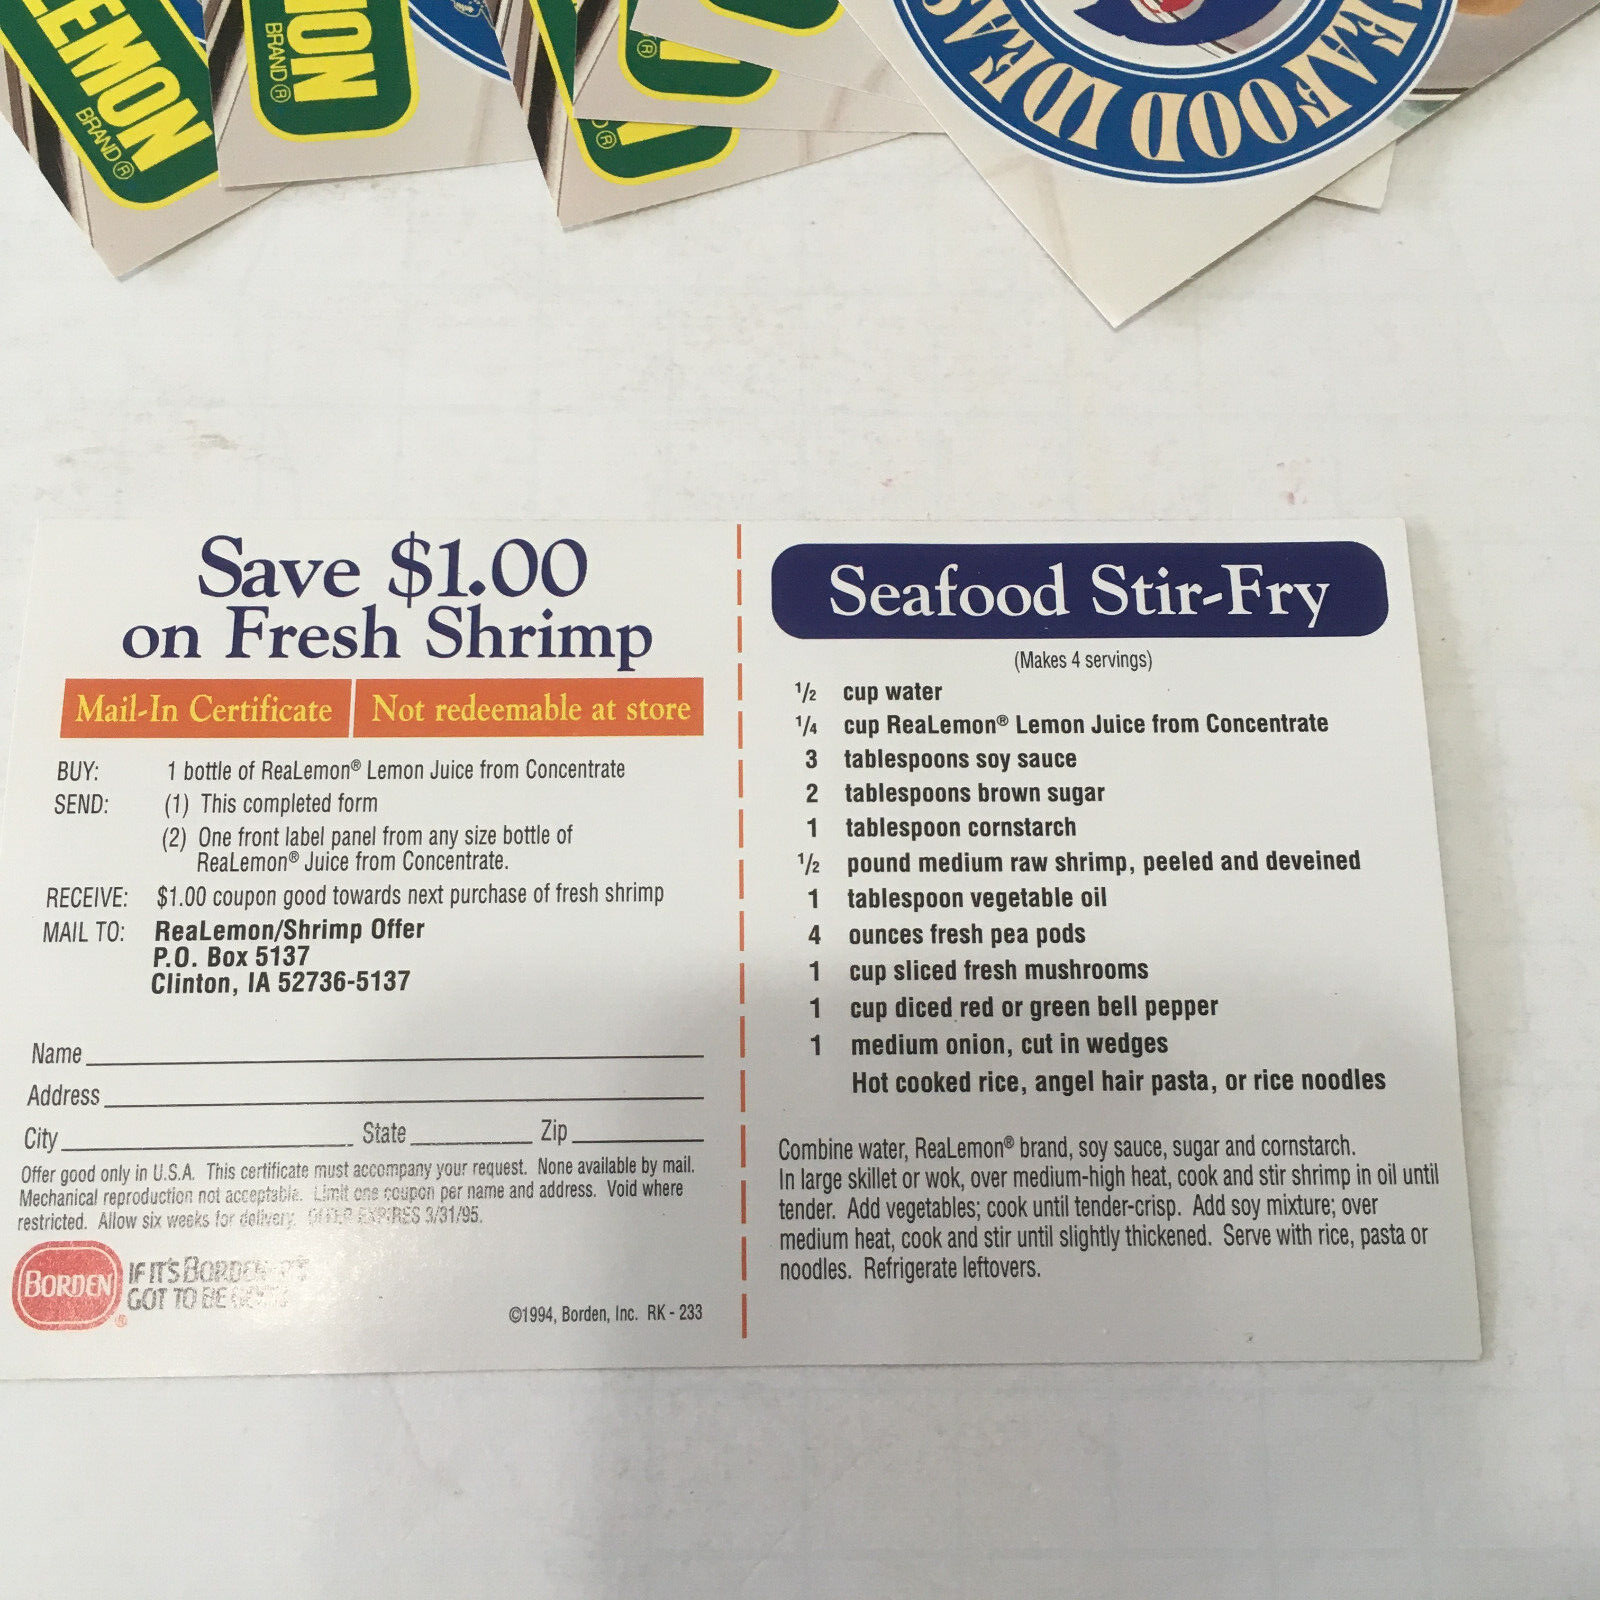 LEMON
BRAND®
MON
BRAND®
®
®
SEAFOOD IDEAS
Save $1.00
on Fresh Shrimp
Mail-In Certificate Not redeemable at store
BUY: 1 bottle of ReaLemon® Lemon Juice from Concentrate
SEND: (1) This completed form
(2) One front label panel from any size bottle of
ReaLemon® Juice from Concentrate.
RECEIVE: $1.00 coupon good towards next purchase of fresh shrimp
MAIL TO: ReaLemon/Shrimp Offer
P.O. Box 5137
Clinton, IA 52736-5137
Name
Address
City State Zip
Offer good only in U.S.A. This certificate must accompany your request. None available by mail.
Mechanical reproduction not acceptable. Limit one coupon per name and address. Void where
restricted. Allow six weeks for delivery. OFFER EXPIRES 3/31/95.
BORDEN®
IF IT'S BORDEN
GOT TO BE
©1994, Borden, Inc. RK - 233
Seafood Stir-Fry
(Makes 4 servings)
1/2 cup water
1/4 cup ReaLemon® Lemon Juice from Concentrate
3 tablespoons soy sauce
2 tablespoons brown sugar
1 tablespoon cornstarch
1/2 pound medium raw shrimp, peeled and deveined
1 tablespoon vegetable oil
4 ounces fresh pea pods
1 cup sliced fresh mushrooms
1 cup diced red or green bell pepper
1 medium onion, cut in wedges
Hot cooked rice, angel hair pasta, or rice noodles
Combine water, ReaLemon® brand, soy sauce, sugar and cornstarch.
In large skillet or wok, over medium-high heat, cook and stir shrimp in oil until
tender. Add vegetables; cook until tender-crisp. Add soy mixture; over
medium heat, cook and stir until slightly thickened. Serve with rice, pasta or
noodles. Refrigerate leftovers.